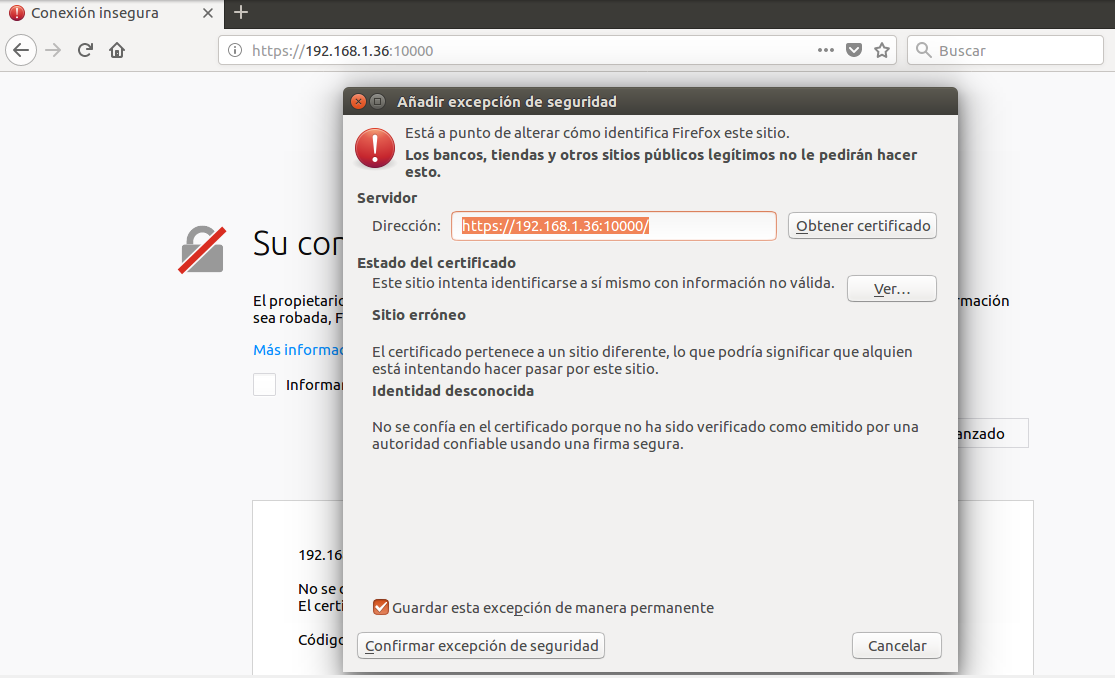 Conexión insegura
https://192.168.1.36:10000
Buscar
Añadir excepción de seguridad
Está a punto de alterar cómo identifica Firefox este sitio.
Los bancos, tiendas y otros sitios públicos legítimos no le pedirán hacer
esto.
Servidor
Dirección:
https://192.168.1.36:10000/
Obtener certificado
Estado del certificado
Este sitio intenta identificarse a sí mismo con información no válida.
Ver...
Sitio erróneo
El certificado pertenece a un sitio diferente, lo que podría significar que alquien
está intentando hacer pasar por este sitio.
Identidad desconocida
No se confía en el certificado porque no ha sido verificado como emitido por una
autoridad confiable usando una firma segura.
Guardar esta excepción de manera permanente
Confirmar excepción de seguridad
Cancelar
Su con
El propietario
rmación
sea robada, F
Más informac
Informar
anzado
192.16
No se c
El certi
Código